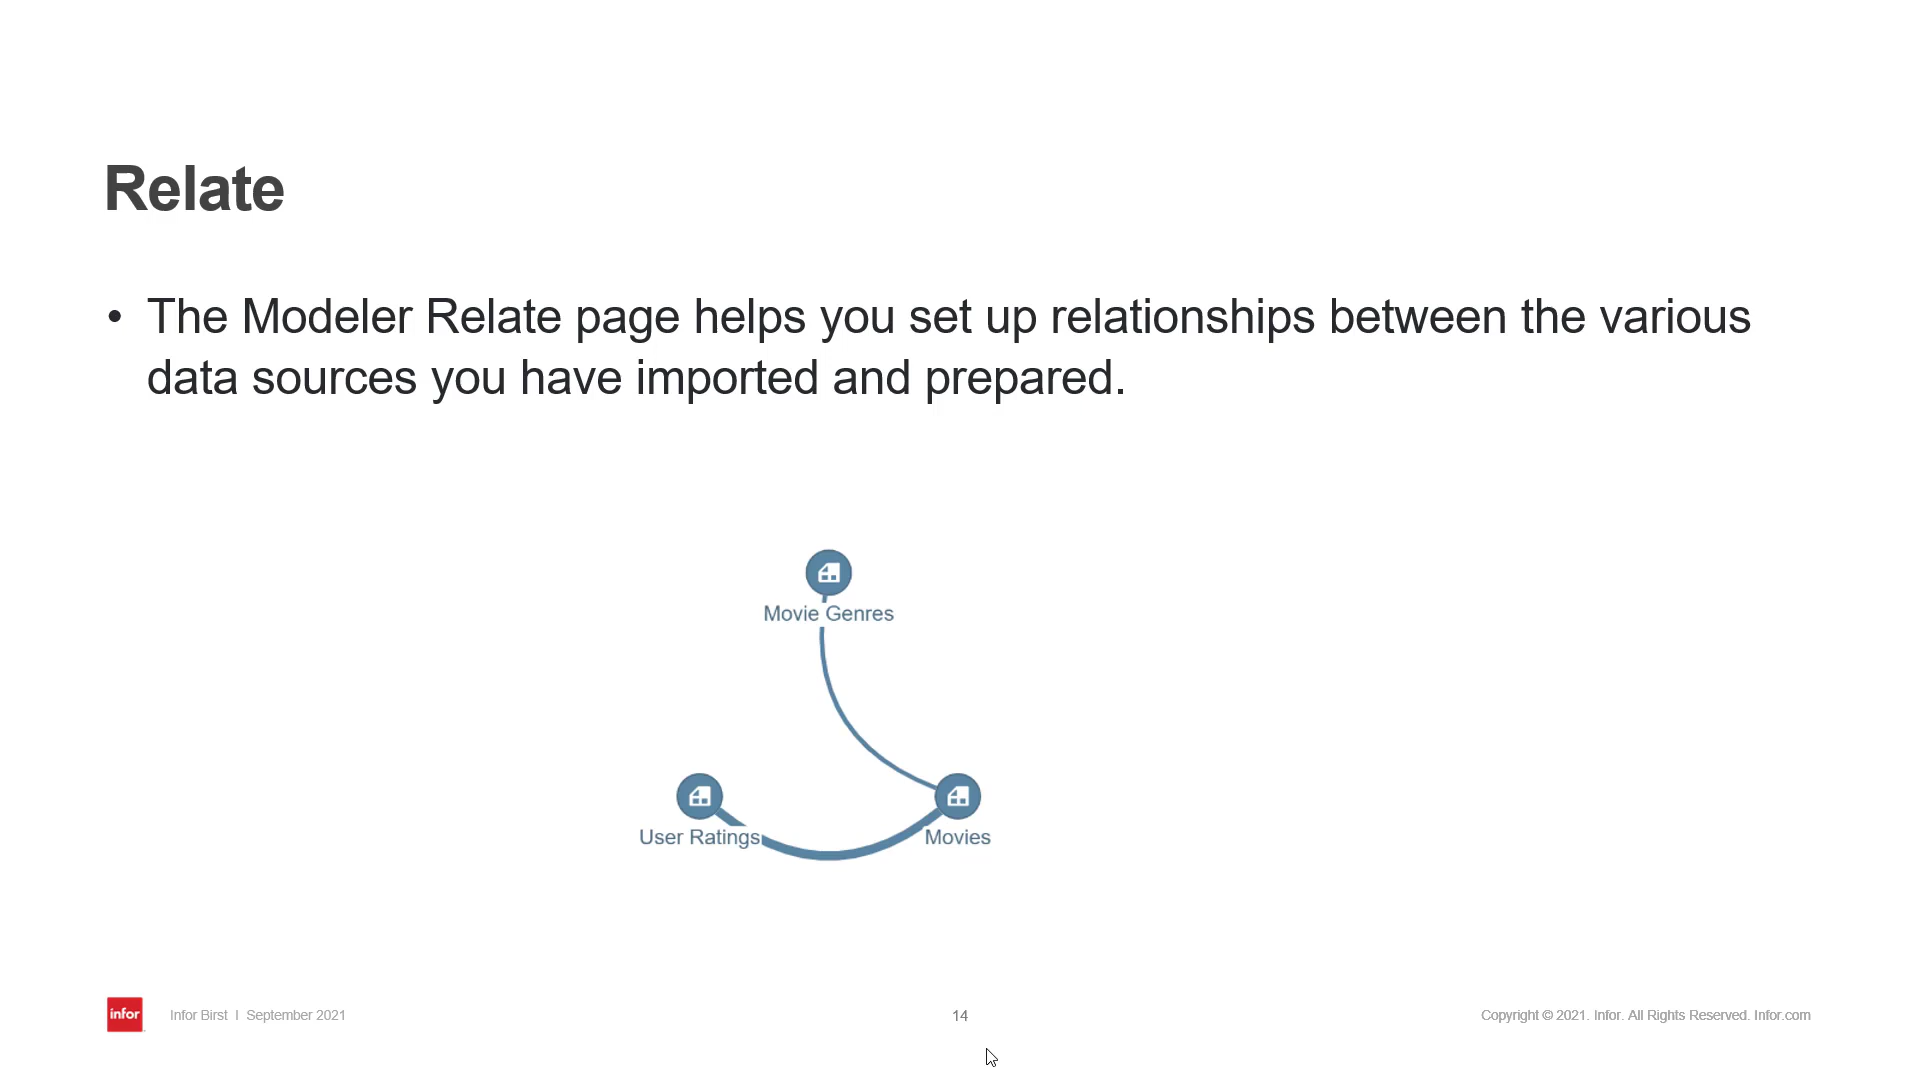 Relate
• The Modeler Relate page helps you set up relationships between the various
data sources you have imported and prepared.
Movie Genres
User Ratings
Movies
infor
Infor Birst | September 2021
14
Copyright © 2021. Infor. All Rights Reserved. Infor.com